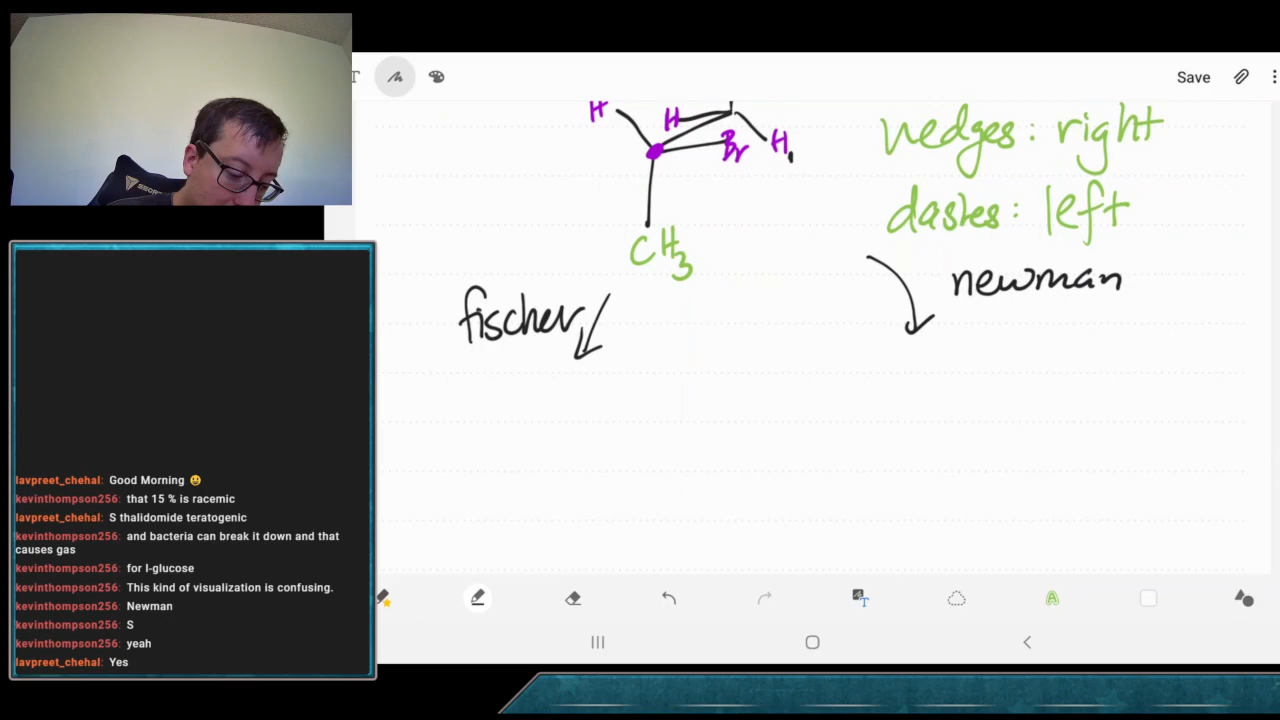 T
Save
H
H
Br
H
CH3
wedges: right
dashes: left
newman
fischer
lavpreet_chehal: Good Morning 😀
kevinthompson256: that 15 % is racemic
lavpreet_chehal: S thalidomide teratogenic
kevinthompson256: and bacteria can break it down and that
causes gas
kevinthompson256: for l-glucose
kevinthompson256: This kind of visualization is confusing.
kevinthompson256: Newman
kevinthompson256: S
kevinthompson256: yeah
lavpreet_chehal: Yes